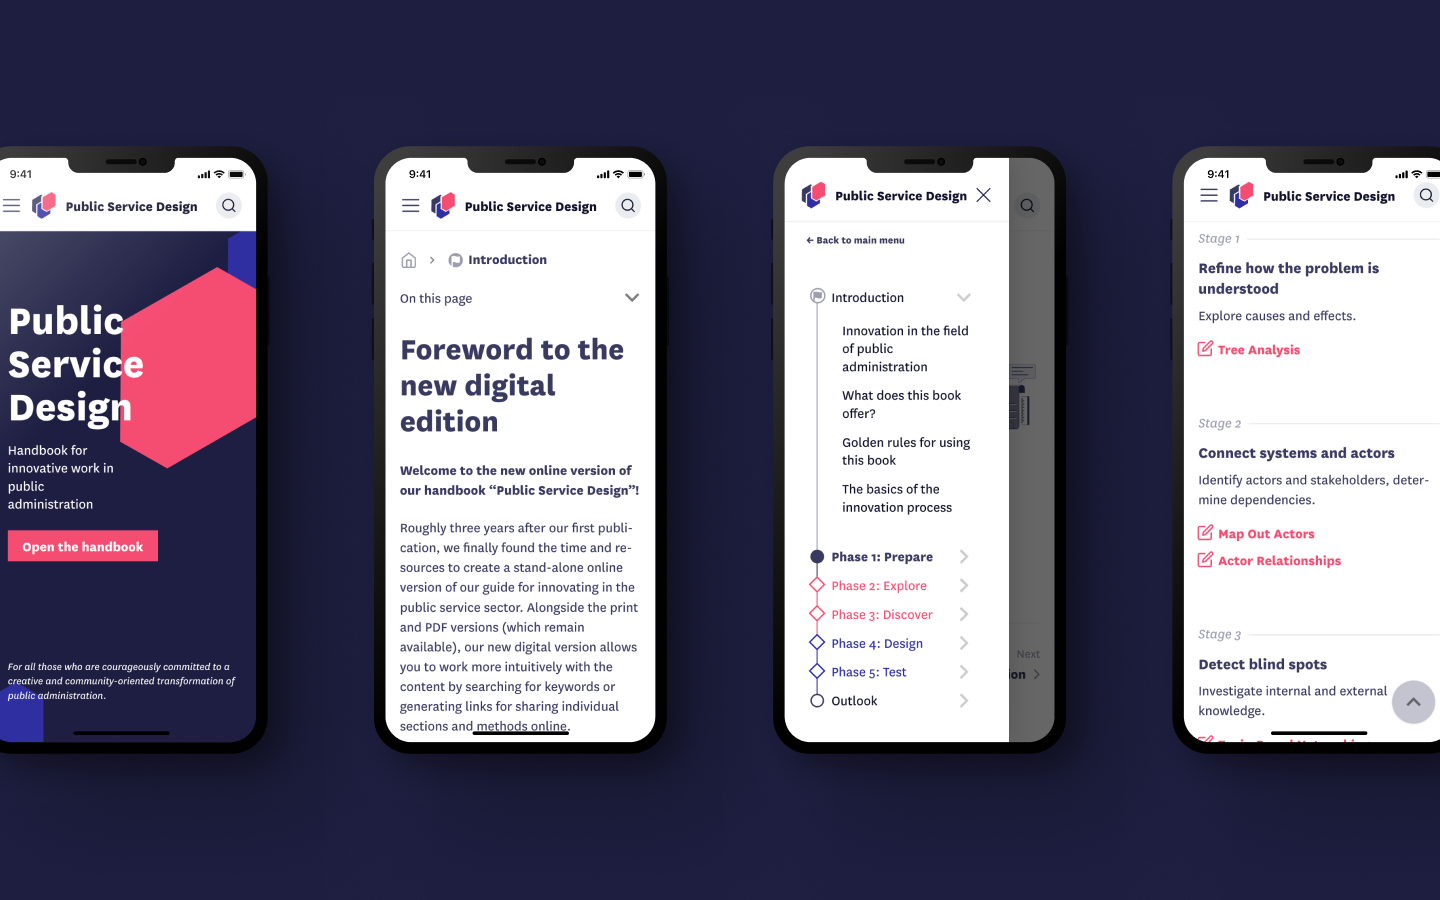 9:41
Public Service Design
Public
Service
Design
Handbook for
innovative work in
public
administration
Open the handbook
For all those who are courageously committed to a
creative and community-oriented transformation of
public administration.
9:41
Public Service Design
Introduction
On this page
Foreword to the
new digital
edition
Welcome to the new online version of
our handbook “Public Service Design”!
Roughly three years after our first publi-
cation, we finally found the time and re-
sources to create a stand-alone online
version of our guide for innovating in the
public service sector. Alongside the print
and PDF versions (which remain
available), our new digital version allows
you to work more intuitively with the
content by searching for keywords or
generating links for sharing individual
sections and methods online.
9:41
Public Service Design
← Back to main menu
Introduction
Innovation in the field
of public
administration
What does this book
offer?
Golden rules for using
this book
The basics of the
innovation process
Phase 1: Prepare
Phase 2: Explore
Phase 3: Discover
Phase 4: Design
Phase 5: Test
Outlook
Next
9:41
Public Service Design
Stage 1
Refine how the problem is
understood
Explore causes and effects.
Tree Analysis
Stage 2
Connect systems and actors
Identify actors and stakeholders, deter-
mine dependencies.
Map Out Actors
Actor Relationships
Stage 3
Detect blind spots
Investigate internal and external
knowledge.